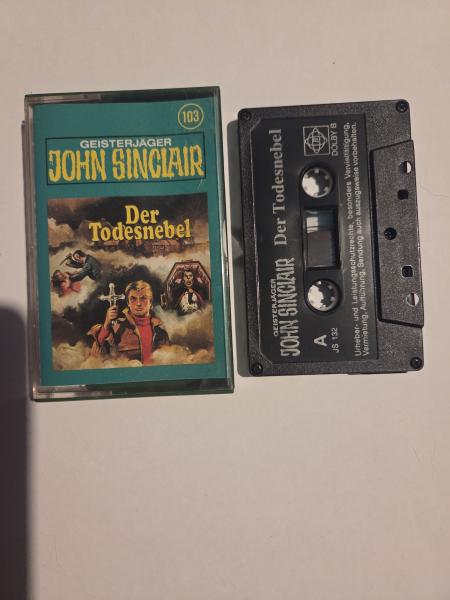 103
GEISTERJÄGER
JOHN SINCLAIR
Der
Todesnebel
GEISTERJÄGER
JOHN SINCLAIR Der Todesnebel
DOLBY B
A
JS 132
Urheber- und Leistungsschutzrechte, besonders Vervielfältigung,
Vermietung, Aufführung, Sendung auch auszugsweise vorbehalten.